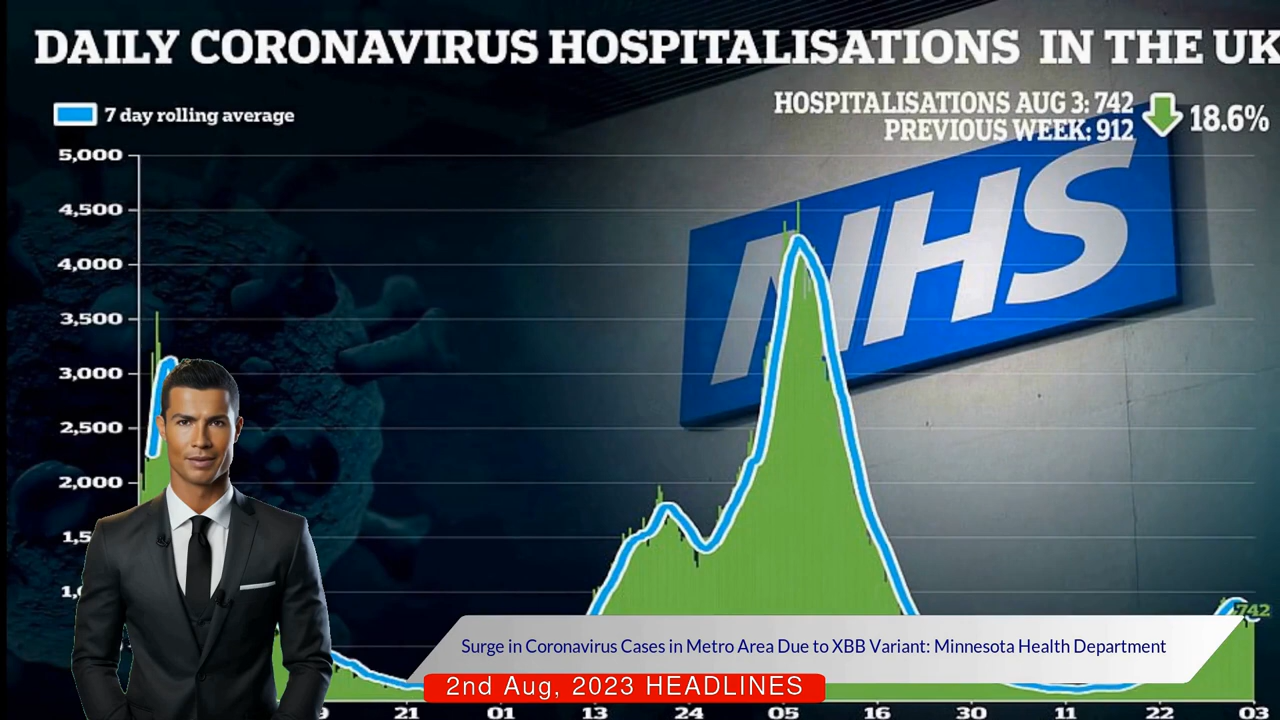 DAILY CORONAVIRUS HOSPITALISATIONS IN THE UK
7 day rolling average
HOSPITALISATIONS AUG 3: 742
PREVIOUS WEEK: 912
18.6%
5,000
4,500
4,000
3,500
3,000
2,500
2,000
NHS
742
Surge in Coronavirus Cases in Metro Area Due to XBB Variant: Minnesota Health Department
2nd Aug, 2023 HEADLINES
21 01 13 24 05 16 30 11 22 03